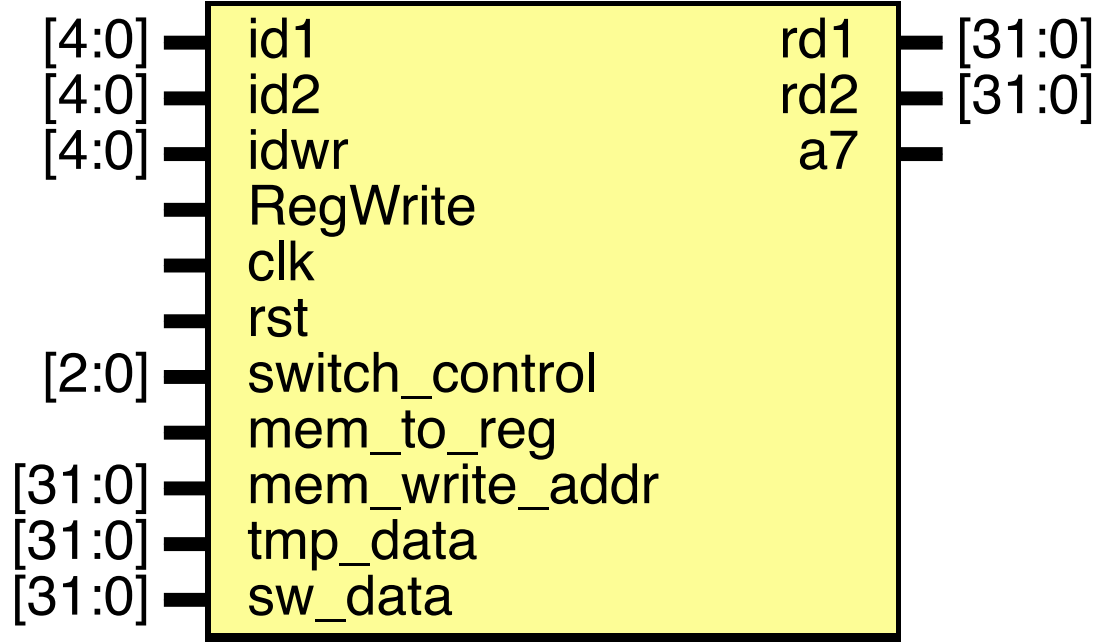 [4:0] id1 rd1 [31:0]
[4:0] id2 rd2 [31:0]
[4:0] idwr a7
RegWrite
clk
rst
[2:0] switch_control
mem_to_reg
[31:0] mem_write_addr
[31:0] tmp_data
[31:0] sw_data